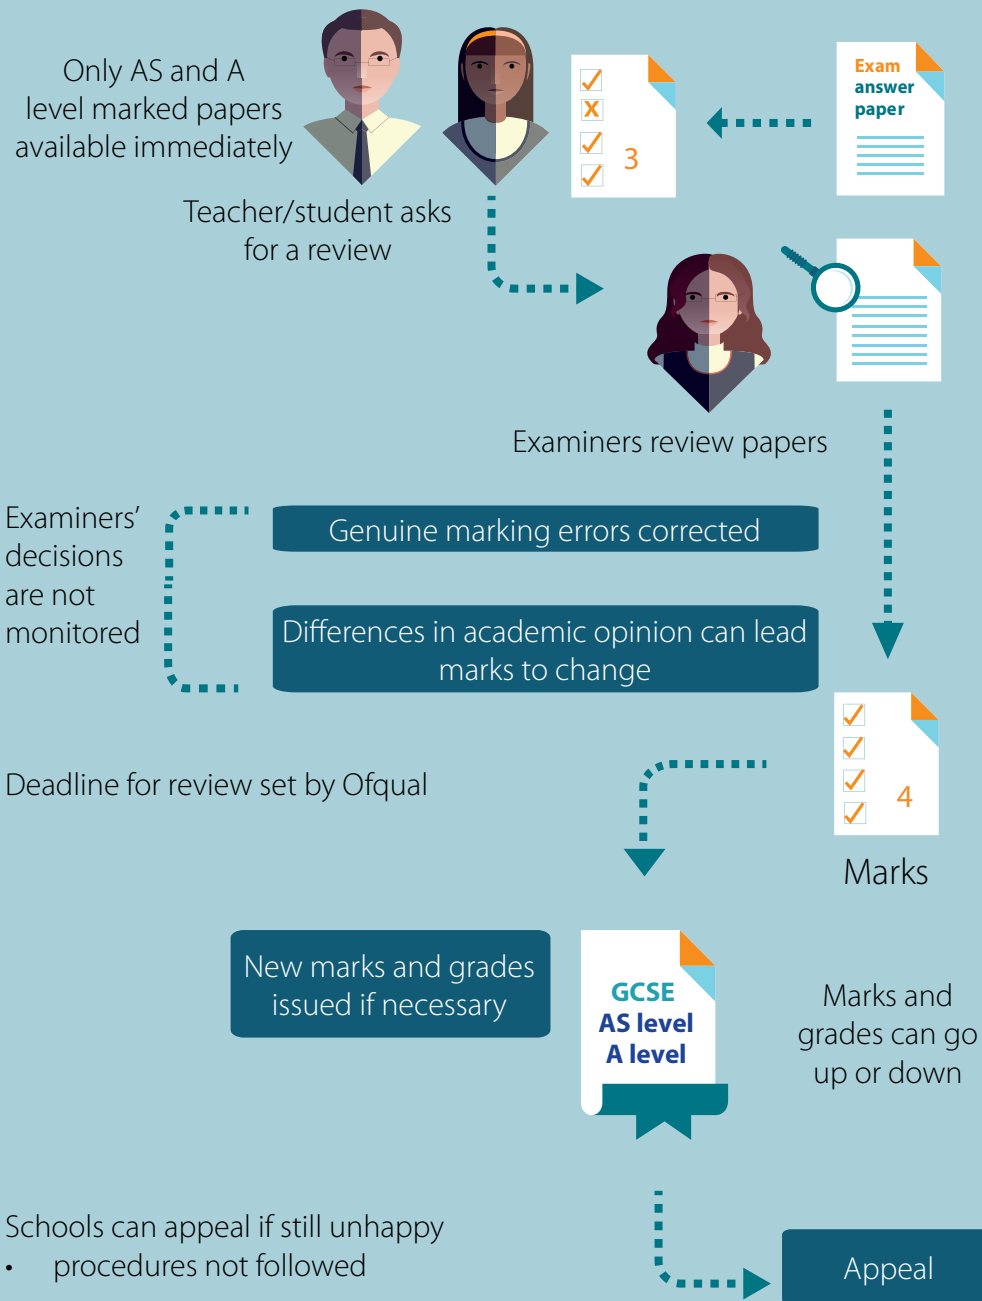 Only AS and A
level marked papers
available immediately
Exam
answer
paper
3
Teacher/student asks
for a review
Examiners review papers
Examiners’
decisions
are not
monitored
Genuine marking errors corrected
Differences in academic opinion can lead
marks to change
Deadline for review set by Ofqual
4
Marks
New marks and grades
issued if necessary
GCSE
AS level
A level
Marks and
grades can go
up or down
Schools can appeal if still unhappy
• procedures not followed
Appeal